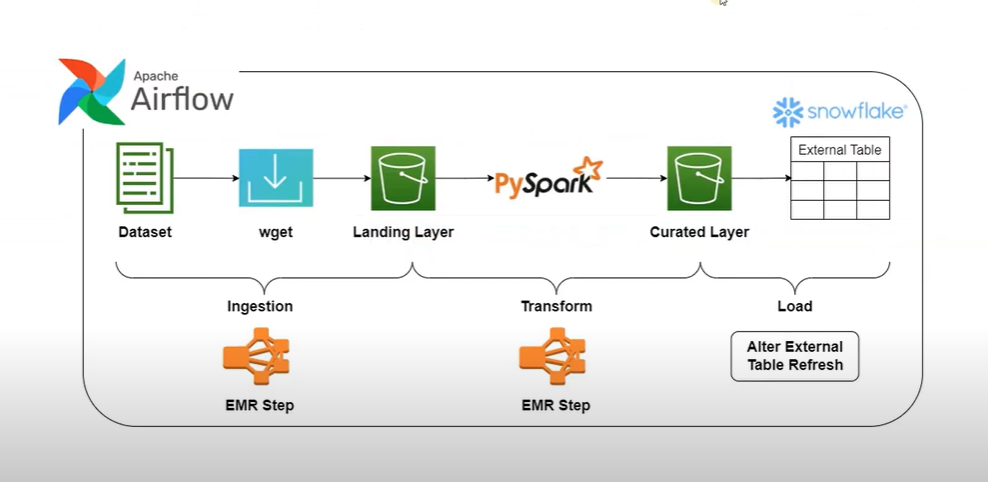 Apache
Airflow
snowflake®
External Table
PySpark
Dataset
wget
Landing Layer
Curated Layer
Ingestion
Transform
Load
Alter External
Table Refresh
EMR Step
EMR Step